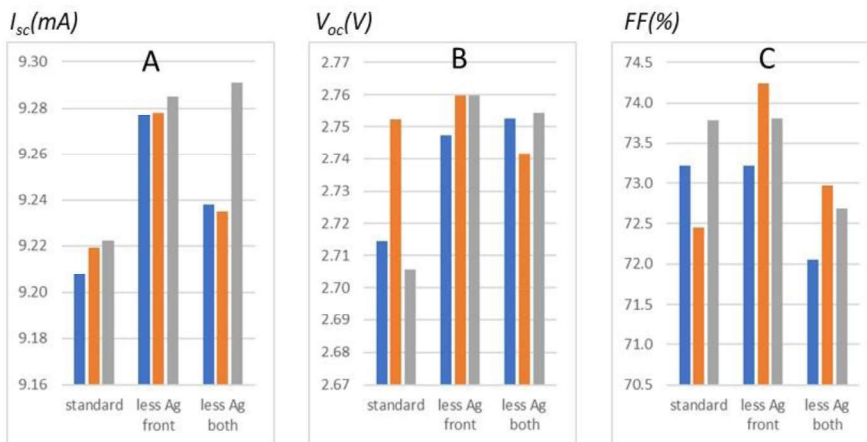 I_sc(mA)
A
9.30
9.28
9.26
9.24
9.22
9.20
9.18
9.16
standard less Ag less Ag
front both
V_oc(V)
B
2.77
2.76
2.75
2.74
2.73
2.72
2.71
2.70
2.69
2.68
2.67
standard less Ag less Ag
front both
FF(%)
C
74.5
74.0
73.5
73.0
72.5
72.0
71.5
71.0
70.5
standard less Ag less Ag
front both